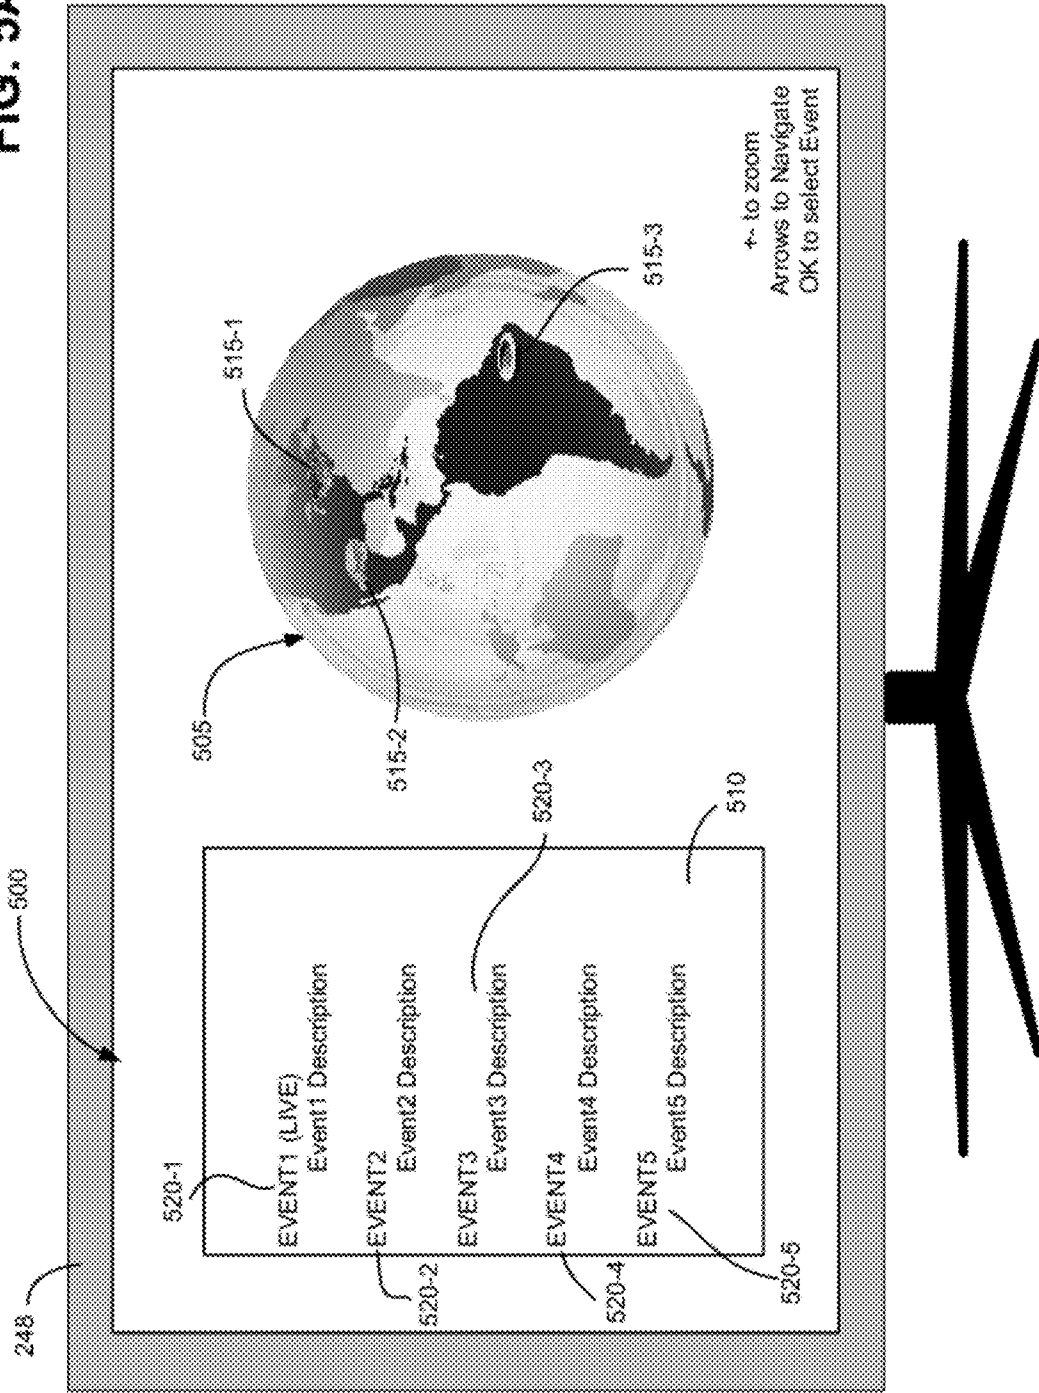 FIG. 5A
248
500
505
515-1
515-2
515-3
520-1
EVENT1 (LIVE)
Event1 Description
520-2
EVENT2
Event2 Description
520-3
EVENT3
Event3 Description
520-4
EVENT4
Event4 Description
520-5
EVENT5
Event5 Description
510
+- to zoom
Arrows to Navigate
OK to select Event